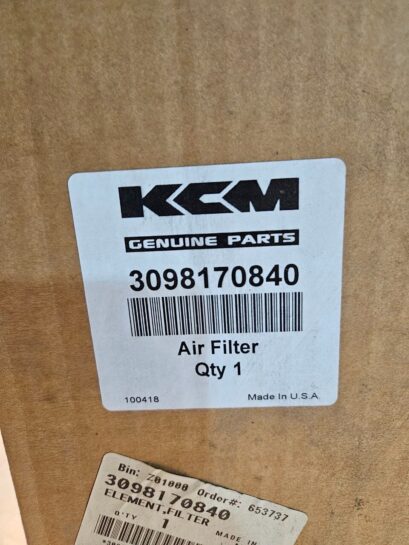 KCM
GENUINE PARTS
3098170840
Air Filter
Qty 1
100418 Made In U.S.A.
Bin: Z01000 Order#: 653737
3098170840
ELEMENT,FILTER
Q'TY MADE IN
1